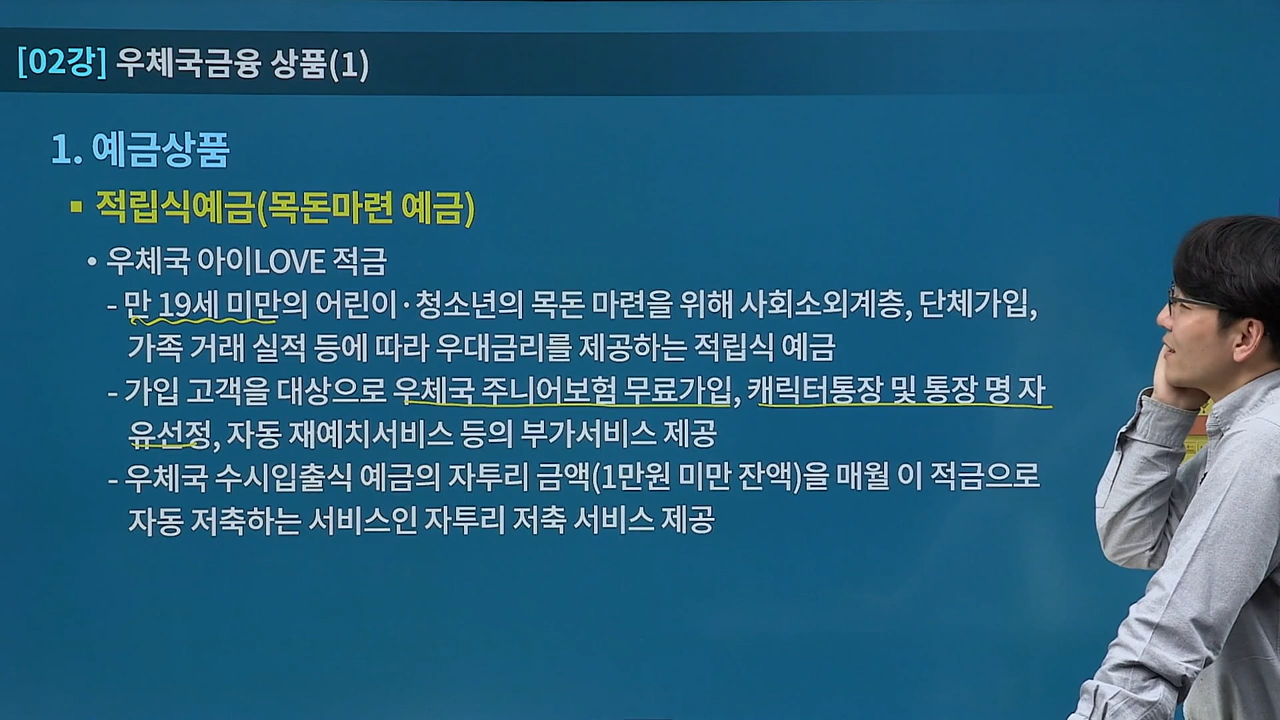 [02강] 우체국금융 상품(1)
1. 예금상품
▪ 적립식예금(목돈마련 예금)
• 우체국 아이LOVE 적금
- 만 19세 미만의 어린이·청소년의 목돈 마련을 위해 사회소외계층, 단체가입,
가족 거래 실적 등에 따라 우대금리를 제공하는 적립식 예금
- 가입 고객을 대상으로 우체국 주니어보험 무료가입, 캐릭터통장 및 통장 명 자
유선정, 자동 재예치서비스 등의 부가서비스 제공
- 우체국 수시입출식 예금의 자투리 금액(1만원 미만 잔액)을 매월 이 적금으로
자동 저축하는 서비스인 자투리 저축 서비스 제공